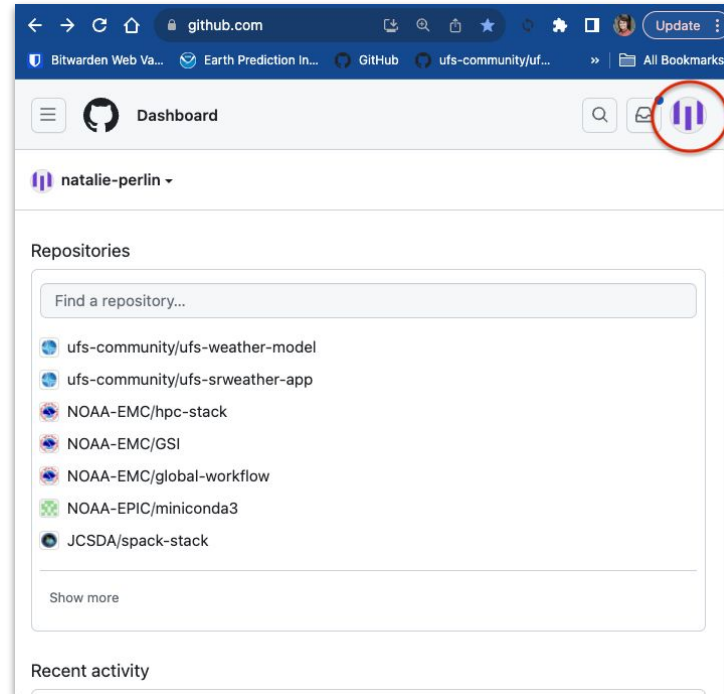 github.com
Update
Bitwarden Web Va...
Earth Prediction In...
GitHub
ufs-community/uf...
»
All Bookmarks
Dashboard
natalie-perlin
Repositories
Find a repository...
ufs-community/ufs-weather-model
ufs-community/ufs-srweather-app
NOAA-EMC/hpc-stack
NOAA-EMC/GSI
NOAA-EMC/global-workflow
NOAA-EPIC/miniconda3
JCSDA/spack-stack
Show more
Recent activity